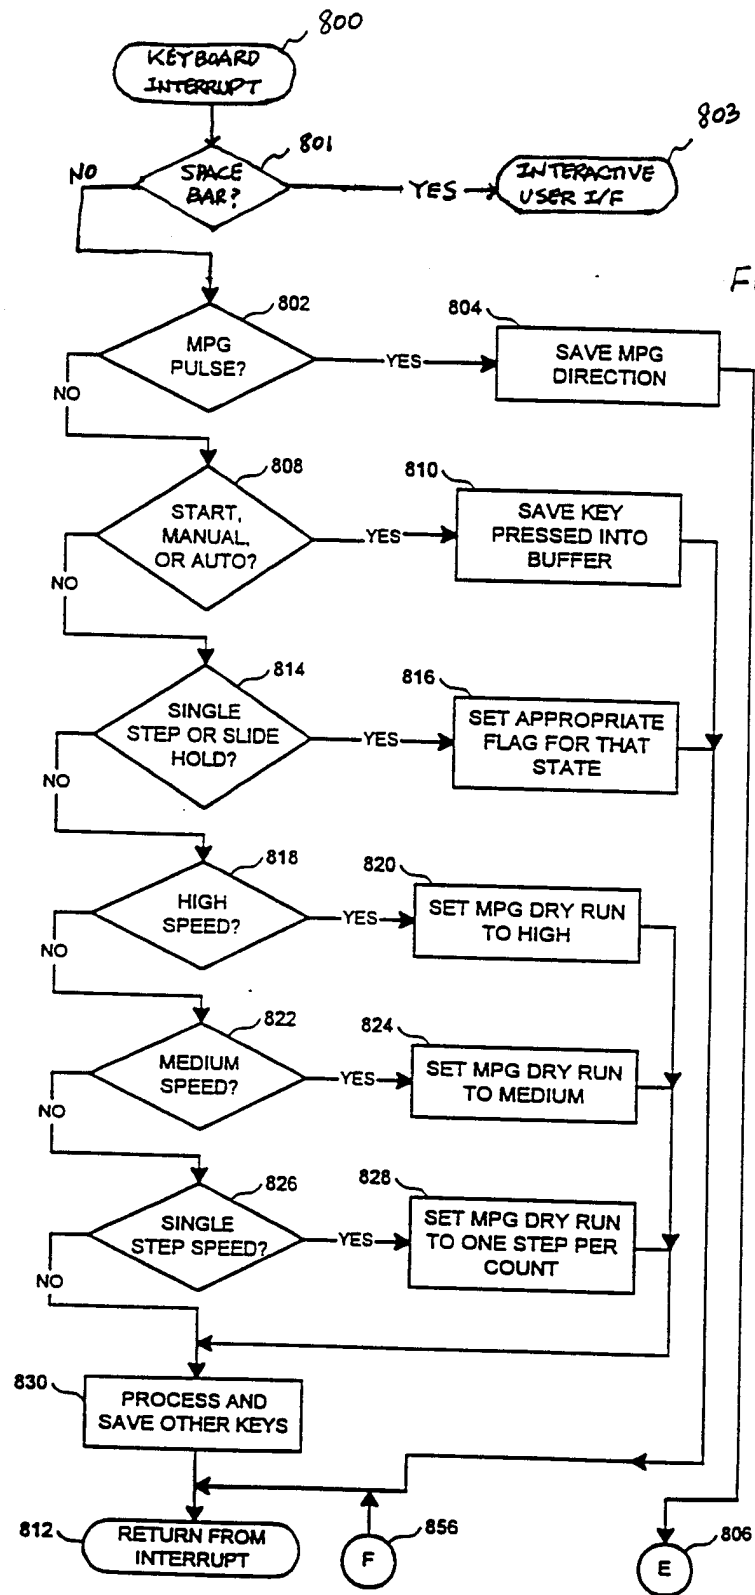 800
KEYBOARD
INTERRUPT
801
803
NO
SPACE
BAR?
YES
INTERACTIVE
USER I/F
802
804
MPG
PULSE?
YES
SAVE MPG
DIRECTION
NO
808
810
START,
MANUAL,
OR AUTO?
YES
SAVE KEY
PRESSED INTO
BUFFER
NO
814
816
SINGLE
STEP OR SLIDE
HOLD?
YES
SET APPROPRIATE
FLAG FOR THAT
STATE
NO
818
820
HIGH
SPEED?
YES
SET MPG DRY RUN
TO HIGH
NO
822
824
MEDIUM
SPEED?
YES
SET MPG DRY RUN
TO MEDIUM
NO
826
828
SINGLE
STEP SPEED?
YES
SET MPG DRY RUN
TO ONE STEP PER
COUNT
NO
830
PROCESS AND
SAVE OTHER KEYS
812
RETURN FROM
INTERRUPT
F
856
E
806